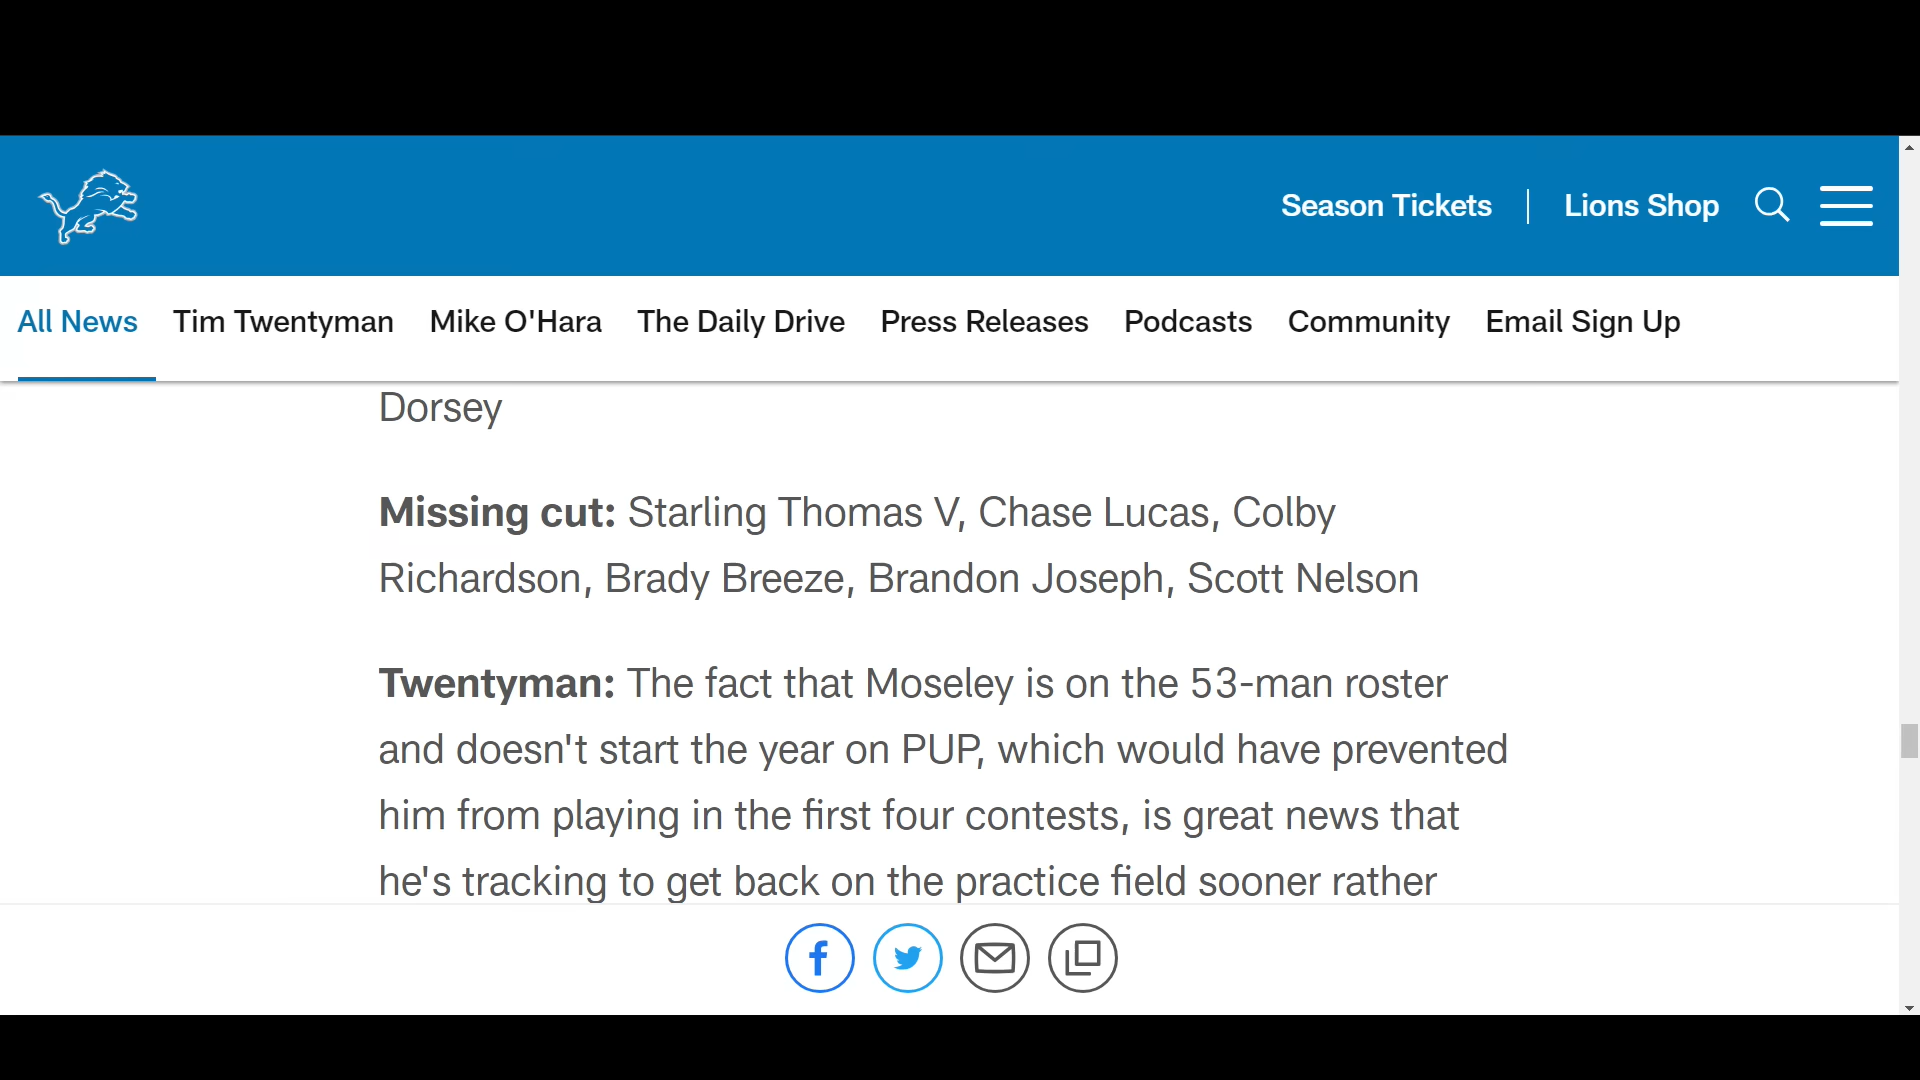 Season Tickets | Lions Shop
All News Tim Twentyman Mike O'Hara The Daily Drive Press Releases Podcasts Community Email Sign Up
Dorsey
Missing cut: Starling Thomas V, Chase Lucas, Colby
Richardson, Brady Breeze, Brandon Joseph, Scott Nelson
Twentyman: The fact that Moseley is on the 53-man roster
and doesn't start the year on PUP, which would have prevented
him from playing in the first four contests, is great news that
he's tracking to get back on the practice field sooner rather